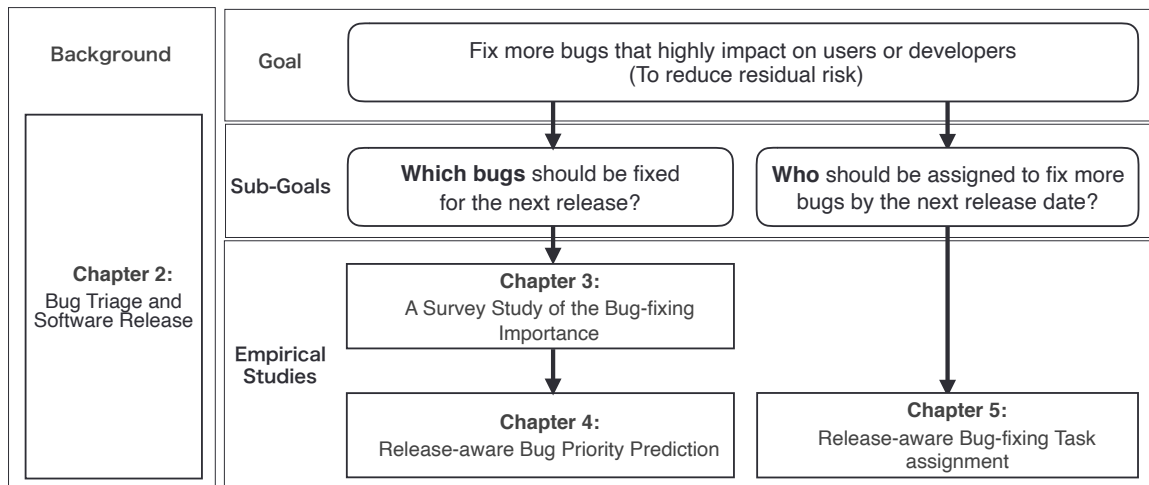 Background
Chapter 2:
Bug Triage and
Software Release
Goal
Fix more bugs that highly impact on users or developers
(To reduce residual risk)
Sub-Goals
Which bugs should be fixed
for the next release?
Who should be assigned to fix more
bugs by the next release date?
Empirical
Studies
Chapter 3:
A Survey Study of the Bug-fixing
Importance
Chapter 4:
Release-aware Bug Priority Prediction
Chapter 5:
Release-aware Bug-fixing Task
assignment